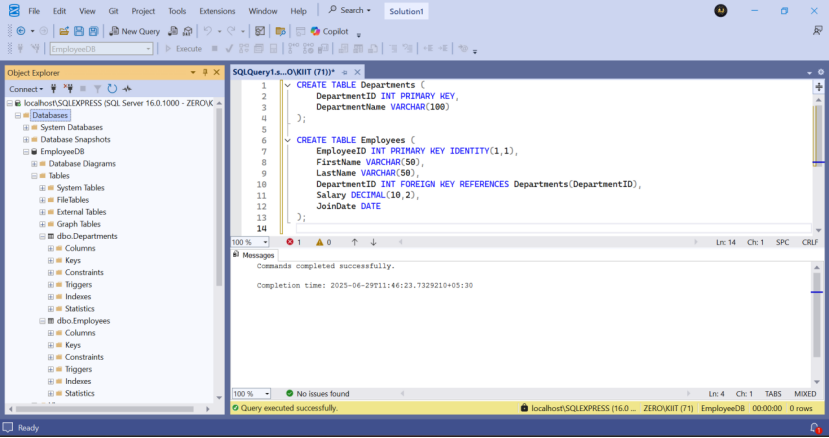 File Edit View Git Project Tools Extensions Window Help Search Solution1
New Query Copilot
EmployeeDB Execute
Object Explorer
Connect
localhost\SQLEXPRESS (SQL Server 16.0.1000 - ZERO\K
Databases
System Databases
Database Snapshots
EmployeeDB
Database Diagrams
Tables
System Tables
FileTables
External Tables
Graph Tables
dbo.Departments
Columns
Keys
Constraints
Triggers
Indexes
Statistics
dbo.Employees
Columns
Keys
Constraints
Triggers
Indexes
Statistics
SQLQuery1.s...O\KIIT (71))*
1 CREATE TABLE Departments (
2 DepartmentID INT PRIMARY KEY,
3 DepartmentName VARCHAR(100)
4 );
5
6 CREATE TABLE Employees (
7 EmployeeID INT PRIMARY KEY IDENTITY(1,1),
8 FirstName VARCHAR(50),
9 LastName VARCHAR(50),
10 DepartmentID INT FOREIGN KEY REFERENCES Departments(DepartmentID),
11 Salary DECIMAL(10,2),
12 JoinDate DATE
13 );
14
100 % 1 0 Ln: 14 Ch: 1 SPC CRLF
Messages
Commands completed successfully.
Completion time: 2025-06-29T11:46:23.7329210+05:30
100 % No issues found Ln: 4 Ch: 1 TABS MIXED
Query executed successfully. localhost\SQLEXPRESS (16.0 ... ZERO\KIIT (71) EmployeeDB 00:00:00 0 rows
Ready 1